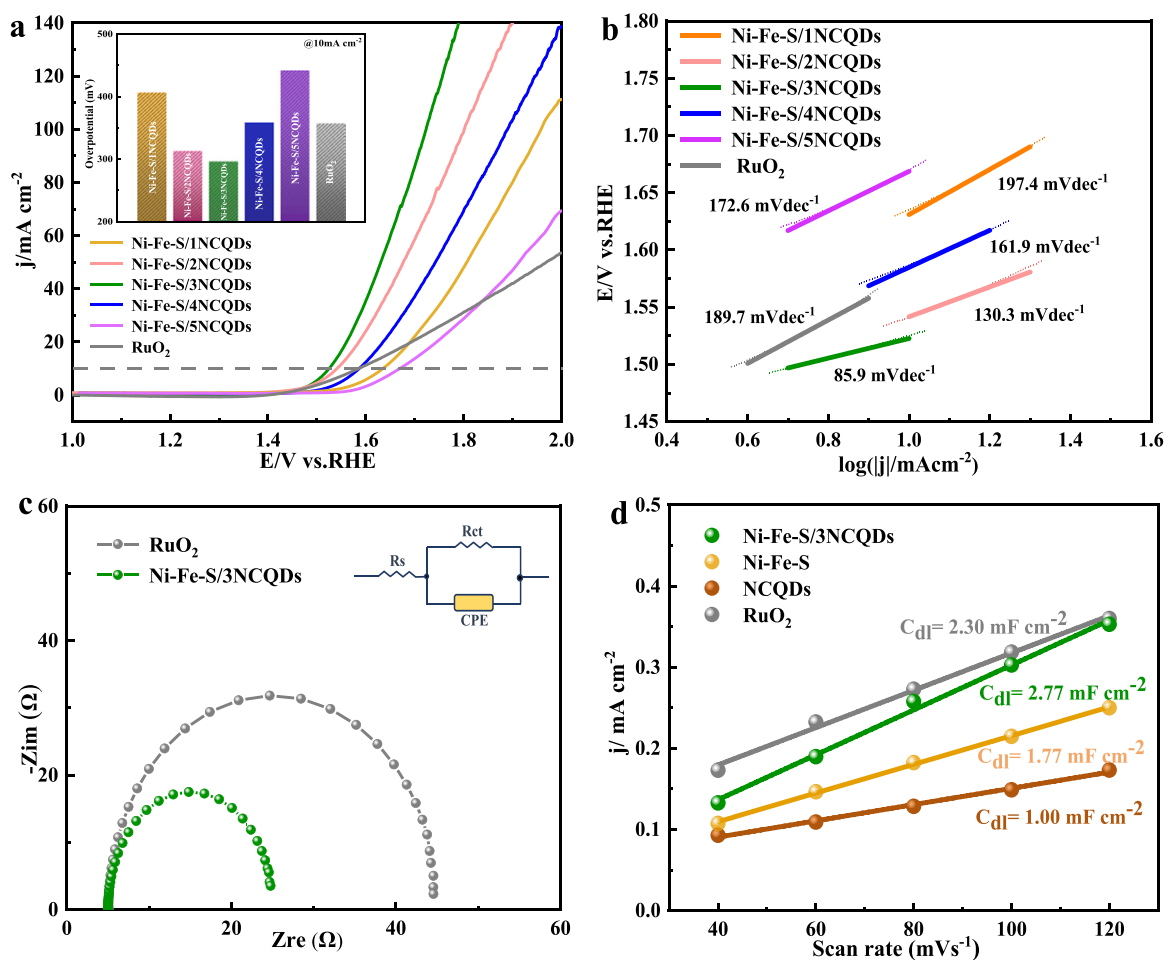 a
140
120
100
80
60
40
20
0
j/mA cm-2
1.0
1.2
1.4
1.6
1.8
2.0
E/V vs.RHE
@10mA cm-2
500
400
300
200
Overpotential (mV)
Ni-Fe-S/1NCQDs
Ni-Fe-S/2NCQDs
Ni-Fe-S/3NCQDs
Ni-Fe-S/4NCQDs
Ni-Fe-S/5NCQDs
RuO2
Ni-Fe-S/1NCQDs
Ni-Fe-S/2NCQDs
Ni-Fe-S/3NCQDs
Ni-Fe-S/4NCQDs
Ni-Fe-S/5NCQDs
RuO2
b
1.80
1.75
1.70
1.65
1.60
1.55
1.50
1.45
E/V vs.RHE
Ni-Fe-S/1NCQDs
Ni-Fe-S/2NCQDs
Ni-Fe-S/3NCQDs
Ni-Fe-S/4NCQDs
Ni-Fe-S/5NCQDs
RuO2
172.6 mVdec-1
197.4 mVdec-1
161.9 mVdec-1
189.7 mVdec-1
130.3 mVdec-1
85.9 mVdec-1
0.4
0.6
0.8
1.0
1.2
1.4
1.6
log(|j|/mAcm-2)
c
60
40
20
0
-Zim (Ω)
RuO2
Ni-Fe-S/3NCQDs
Rs
Rct
CPE
0
20
40
60
Zre (Ω)
d
0.5
0.4
0.3
0.2
0.1
0.0
j/ mA cm-2
Ni-Fe-S/3NCQDs
Ni-Fe-S
NCQDs
RuO2
Cdl= 2.30 mF cm-2
Cdl= 2.77 mF cm-2
Cdl= 1.77 mF cm-2
Cdl= 1.00 mF cm-2
40
60
80
100
120
Scan rate (mVs-1)